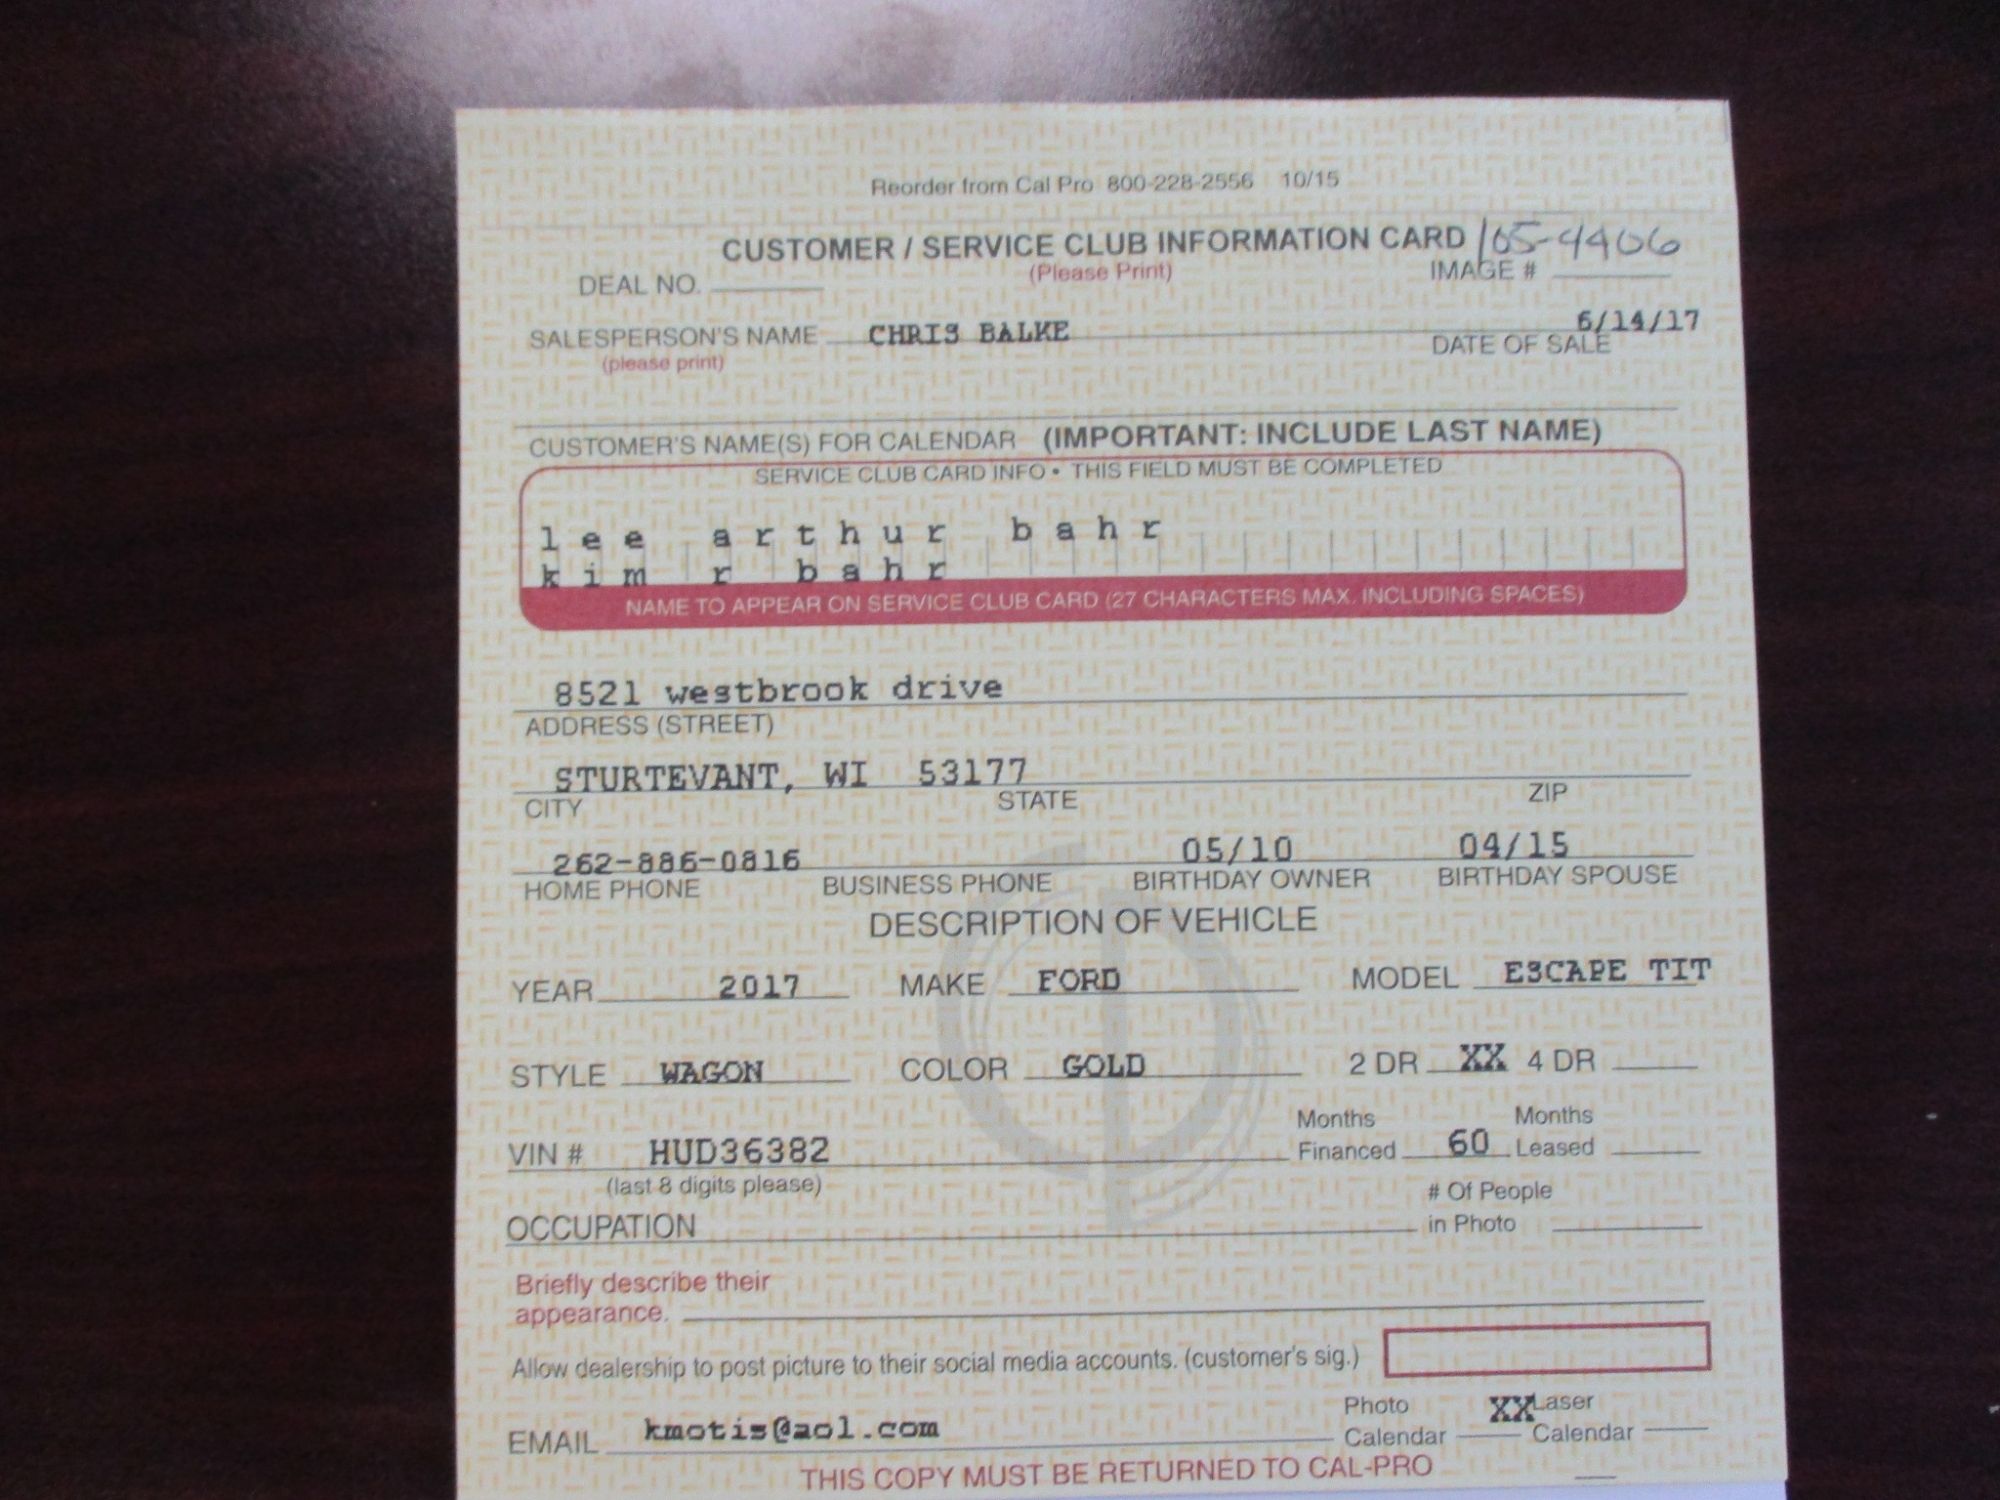 Reorder from Cal Pro 800-228-2556 10/15
CUSTOMER / SERVICE CLUB INFORMATION CARD 105-4406
DEAL NO. (Please Print) IMAGE #
SALESPERSON'S NAME CHRIS BALKE 6/14/17
(please print) DATE OF SALE
CUSTOMER'S NAME(S) FOR CALENDAR (IMPORTANT: INCLUDE LAST NAME)
SERVICE CLUB CARD INFO • THIS FIELD MUST BE COMPLETED
lee arthur bahr
kim r bahr
NAME TO APPEAR ON SERVICE CLUB CARD (27 CHARACTERS MAX. INCLUDING SPACES)
8521 westbrook drive
ADDRESS (STREET)
STURTEVANT, WI 53177
CITY STATE ZIP
262-886-0816 05/10 04/15
HOME PHONE BUSINESS PHONE BIRTHDAY OWNER BIRTHDAY SPOUSE
DESCRIPTION OF VEHICLE
YEAR 2017 MAKE FORD MODEL ESCAPE TIT
STYLE WAGON COLOR GOLD 2 DR XX 4 DR
Months Months
VIN # HUD36382 Financed 60 Leased
(last 8 digits please) # Of People
OCCUPATION in Photo
Briefly describe their
appearance.
Allow dealership to post picture to their social media accounts. (customer's sig.)
Photo XX Laser
EMAIL kmotis@aol.com Calendar Calendar
THIS COPY MUST BE RETURNED TO CAL-PRO